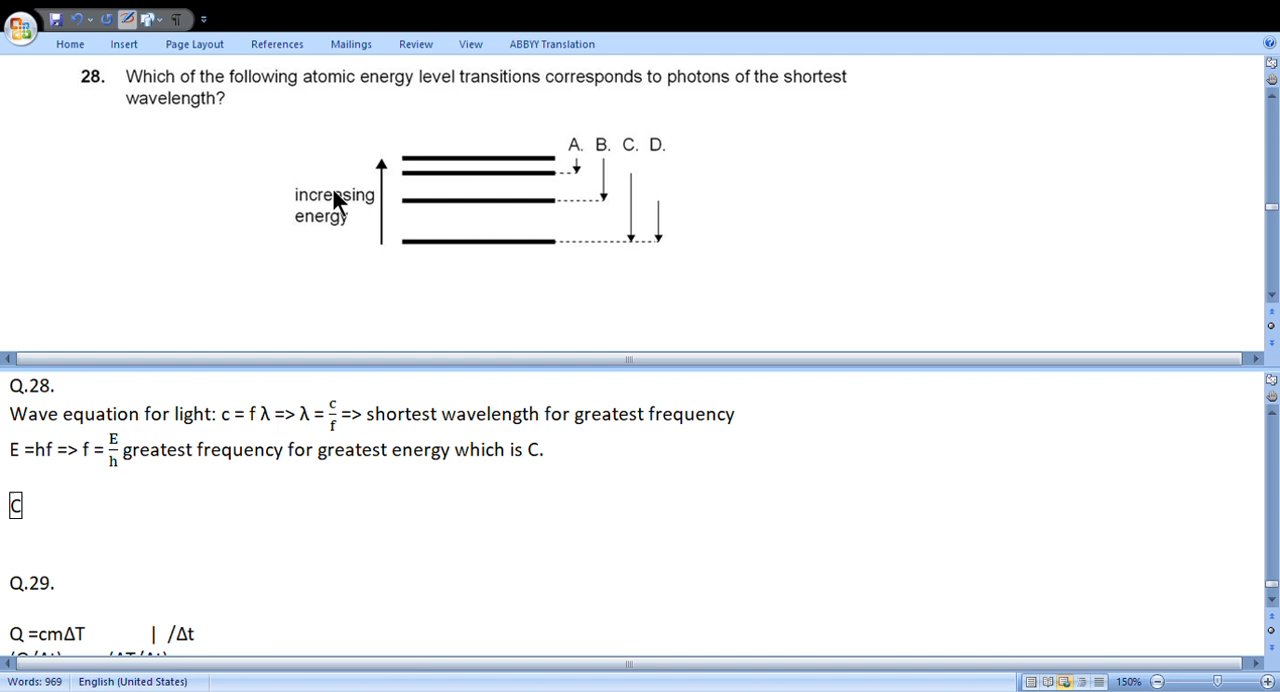 Home Insert Page Layout References Mailings Review View ABBYY Translation
28. Which of the following atomic energy level transitions corresponds to photons of the shortest
wavelength?
A. B. C. D.
increasing
energy
Q.28.
Wave equation for light: c = f λ => λ = c/f => shortest wavelength for greatest frequency
E =hf => f = E/h greatest frequency for greatest energy which is C.
C
Q.29.
Q =cmΔT | /Δt
Words: 969 English (United States) 150%